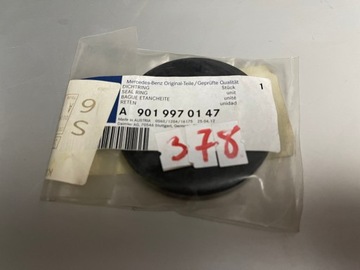 Mercedes-Benz Original-Teile / Geprüfte Qualität
DICHTRING Stück 1
SEAL RING unit
BAGUE ETANCHEITE unité
RETEN unidad
A 901 997 01 47
Made in AUSTRIA
Daimler AG, 70546 Stuttgart, Germany
378
9
S